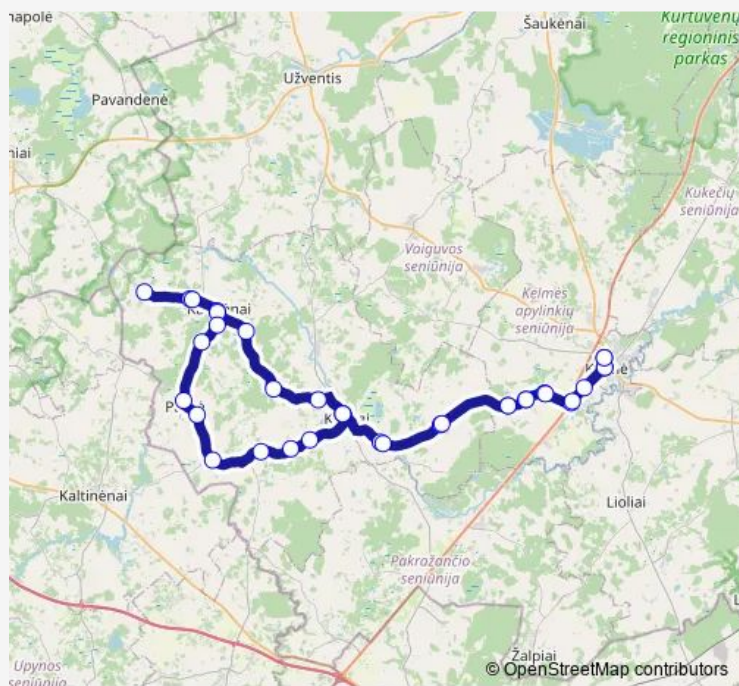 napolė
Šaukėnai
Kurtuvėnų
regioninis
parkas
Užventis
Pavandenė
niai
Kukečių
seniūnija
Vaiguvos
seniūnija
Kelmės
apylinkių
seniūnija
Kaltinėnai
Lioliai
Pakražančio
seniūnija
Upynos
seniūnija
Žalpiai
© OpenStreetMap contributors